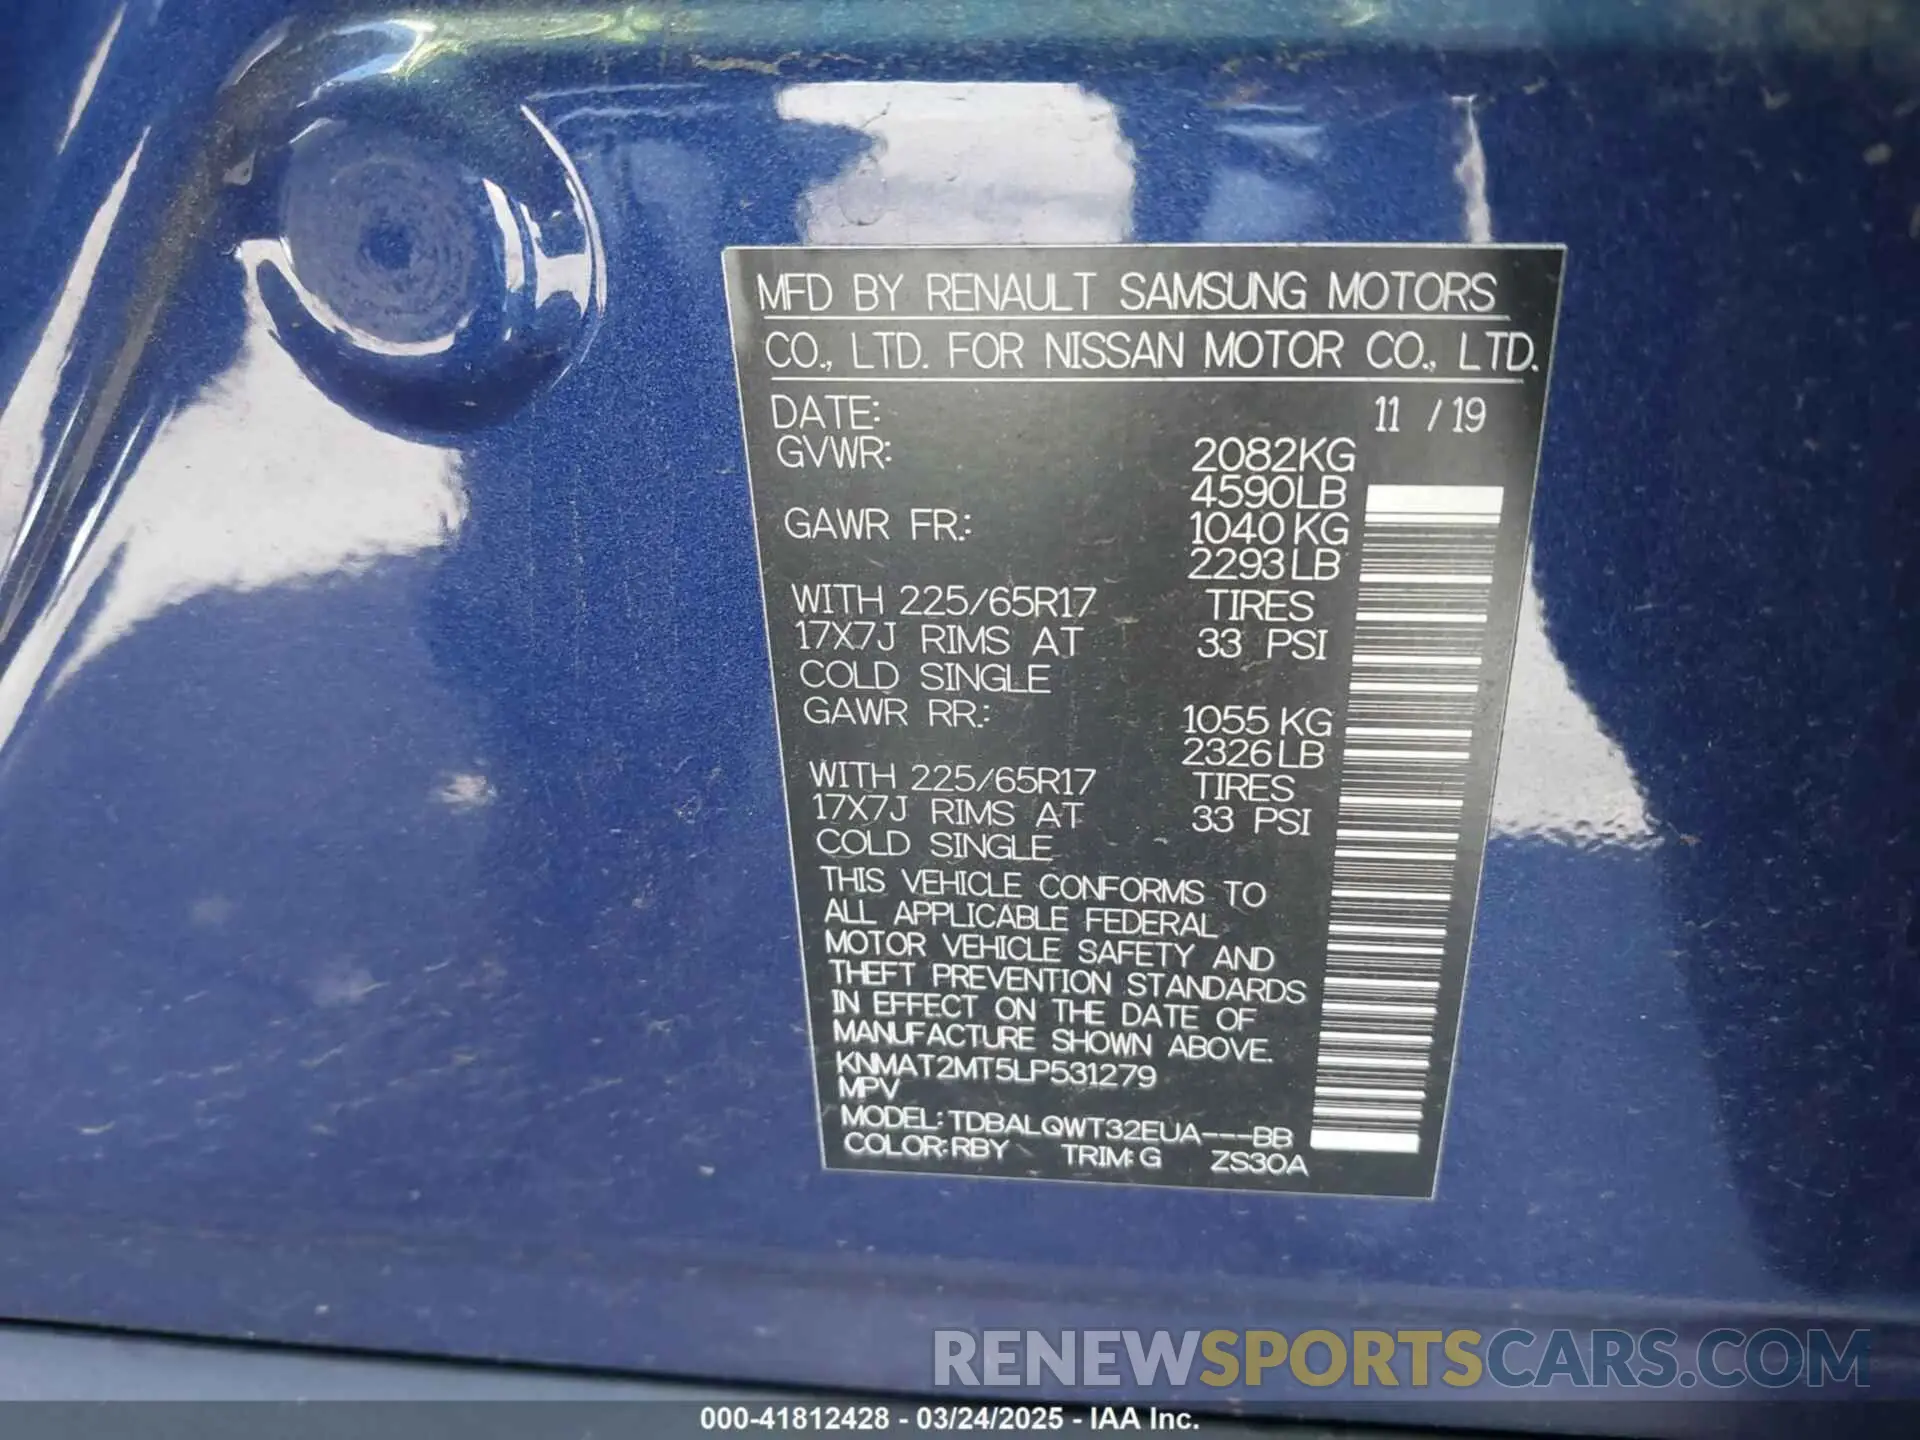 MFD BY RENAULT SAMSUNG MOTORS
CO., LTD. FOR NISSAN MOTOR CO., LTD.
DATE: 11 / 19
GVWR: 2082KG
4590LB
GAWR FR.: 1040 KG
2293 LB
WITH 225/65R17 TIRES
17X7J RIMS AT 33 PSI
COLD SINGLE
GAWR RR.: 1055 KG
2326 LB
WITH 225/65R17 TIRES
17X7J RIMS AT 33 PSI
COLD SINGLE
THIS VEHICLE CONFORMS TO
ALL APPLICABLE FEDERAL
MOTOR VEHICLE SAFETY AND
THEFT PREVENTION STANDARDS
IN EFFECT ON THE DATE OF
MANUFACTURE SHOWN ABOVE.
KNMAT2MT5LP531279
MPV
MODEL: TDBALQWT32EUA---BB
COLOR: RBY TRIM: G ZS30A
RENEWSPORTSCARS.COM
000-41812428 - 03/24/2025 - IAA Inc.